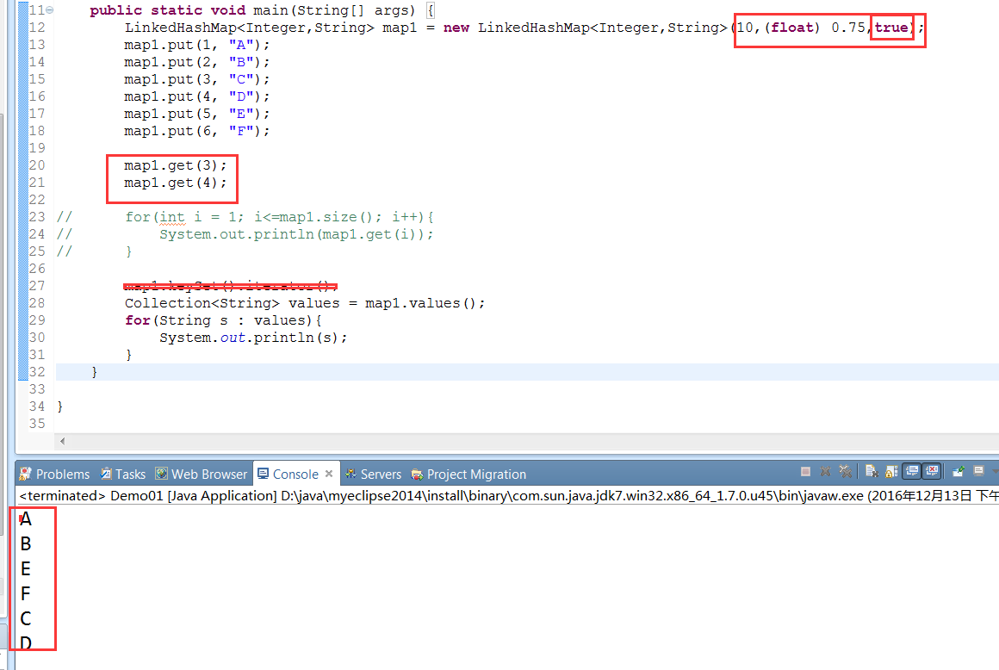 11 public static void main(String[] args) {
12 LinkedHashMap<Integer,String> map1 = new LinkedHashMap<Integer,String>(10,(float) 0.75,true);
13 map1.put(1, "A");
14 map1.put(2, "B");
15 map1.put(3, "C");
16 map1.put(4, "D");
17 map1.put(5, "E");
18 map1.put(6, "F");
19
20 map1.get(3);
21 map1.get(4);
22
23 // for(int i = 1; i<=map1.size(); i++){
24 // System.out.println(map1.get(i));
25 // }
26
27 map1.keySet().iterator();
28 Collection<String> values = map1.values();
29 for(String s : values){
30 System.out.println(s);
31 }
32 }
33
34 }
35
Problems Tasks Web Browser Console Servers Project Migration
<terminated> Demo01 [Java Application] D:\java\myeclipse2014\install\binary\com.sun.java.jdk7.win32.x86_64_1.7.0.u45\bin\javaw.exe (2016年12月13日 下午
A
B
E
F
C
D